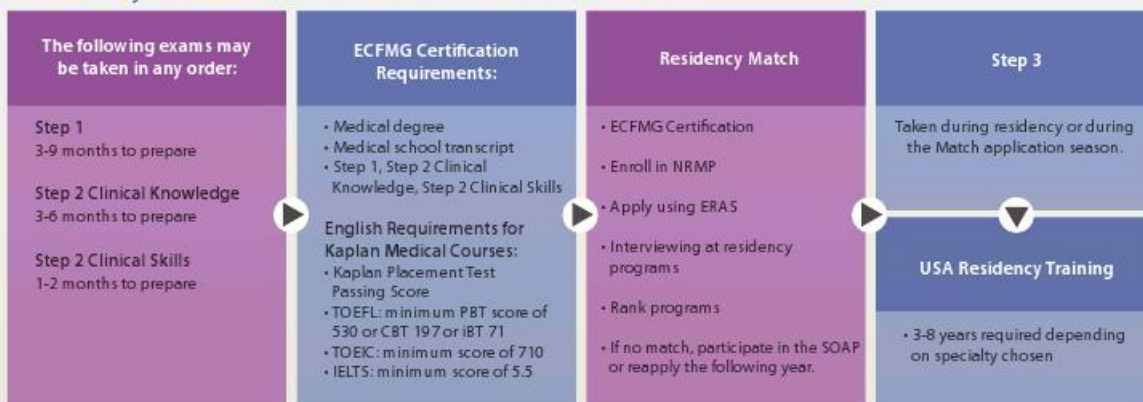 The following exams may
be taken in any order:
Step 1
3-9 months to prepare
Step 2 Clinical Knowledge
3-6 months to prepare
Step 2 Clinical Skills
1-2 months to prepare
ECFMG Certification
Requirements:
• Medical degree
• Medical school transcript
• Step 1, Step 2 Clinical
Knowledge, Step 2 Clinical Skills
English Requirements for
Kaplan Medical Courses:
• Kaplan Placement Test
Passing Score
• TOEFL: minimum PBT score of
530 or CBT 197 or iBT 71
• TOEIC: minimum score of 710
• IELTS: minimum score of 5.5
Residency Match
• ECFMG Certification
• Enroll in NRMP
• Apply using ERAS
• Interviewing at residency
programs
• Rank programs
• If no match, participate in the SOAP
or reapply the following year.
Step 3
Taken during residency or during
the Match application season.
USA Residency Training
• 3-8 years required depending
on specialty chosen